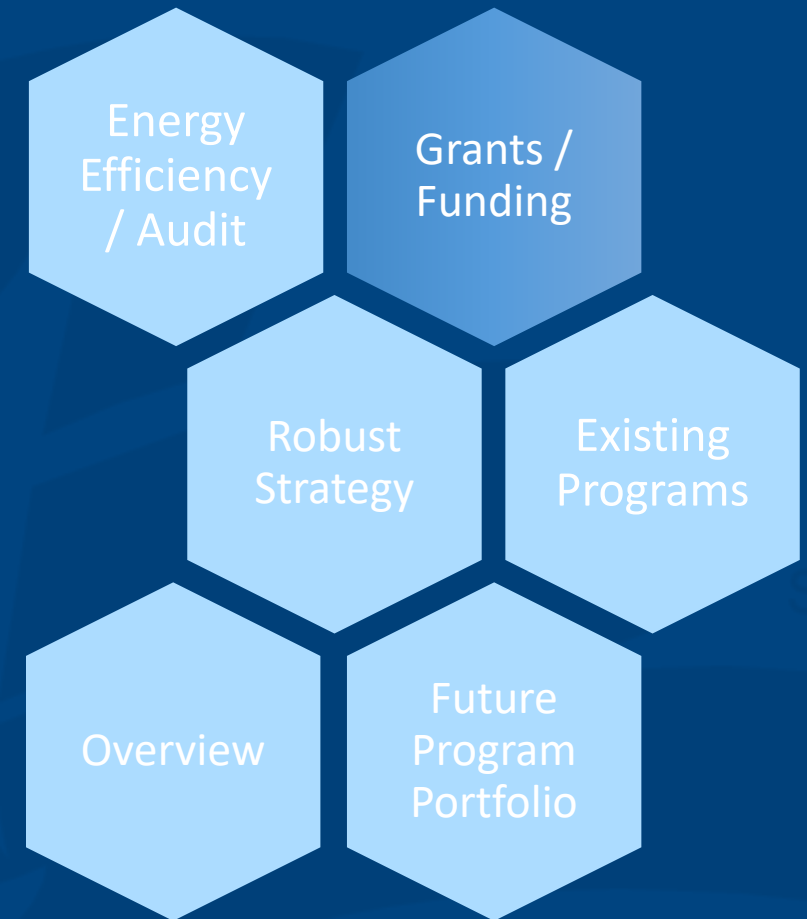 Energy
Efficiency
/ Audit
Grants /
Funding
Robust
Strategy
Existing
Programs
Overview
Future
Program
Portfolio